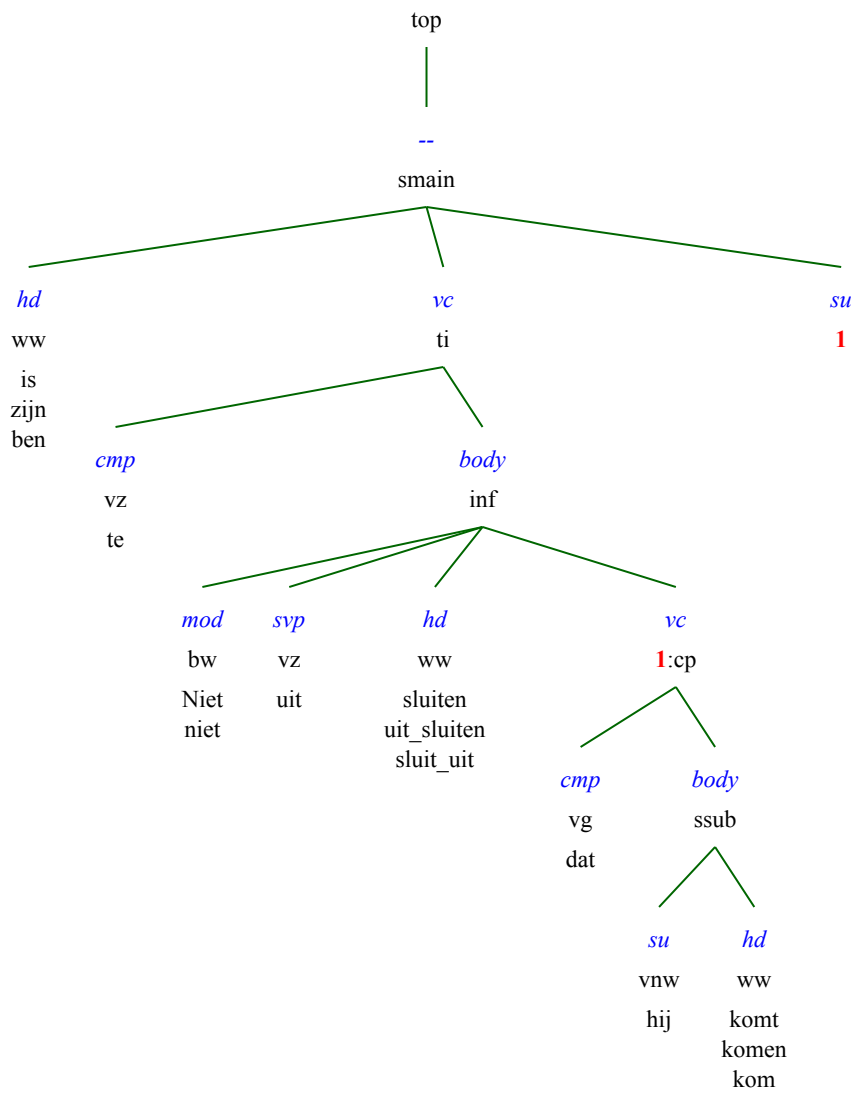 top
--
smain
hd vc su
ww ti 1
is
zijn
ben
cmp body
vz inf
te
mod svp hd vc
bw vz ww 1:cp
Niet uit sluiten
niet uit_sluiten
sluit_uit
cmp body
vg ssub
dat
su hd
vnw ww
hij komt
komen
kom